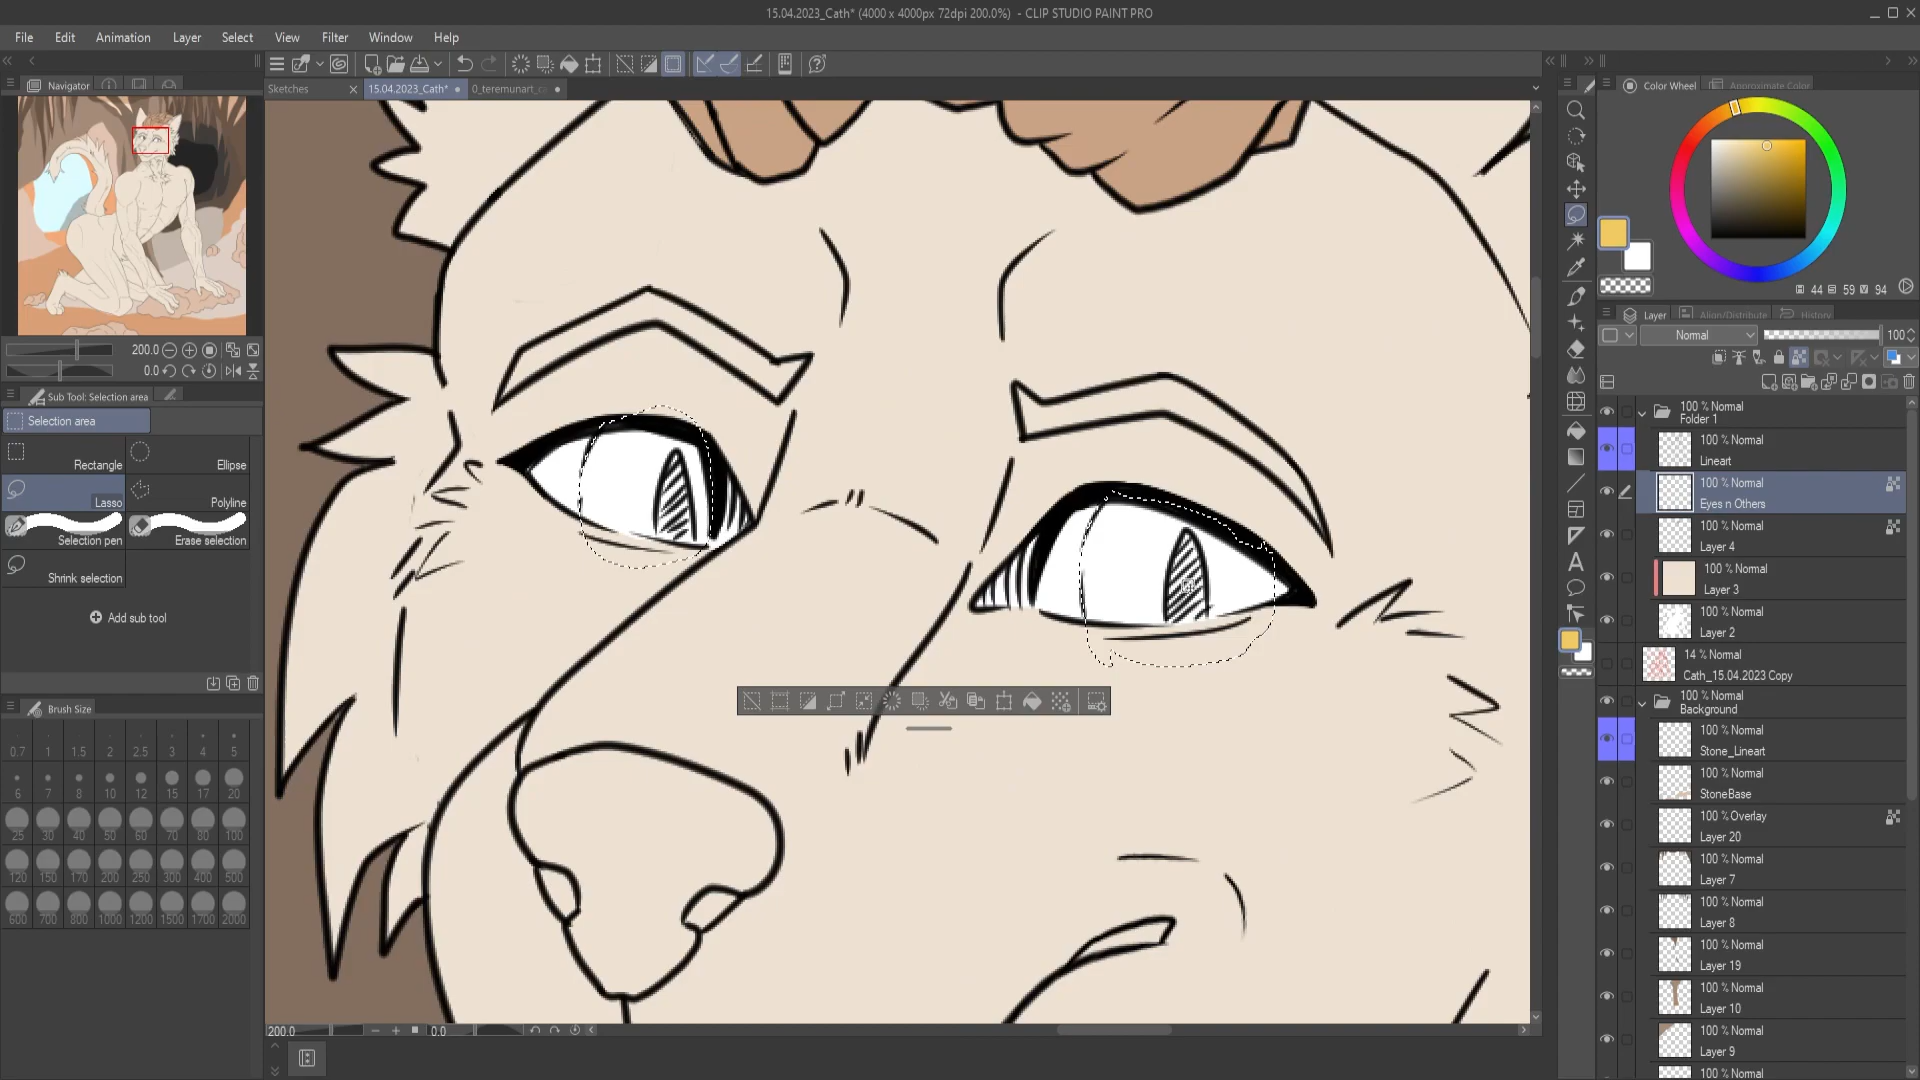 15.04.2023_Cath* (4000 x 4000px 72dpi 200.0%) - CLIP STUDIO PAINT PRO
File Edit Animation Layer Select View Filter Window Help
Sketches 15.04.2023_Cath* 0_teremunart_c
Navigator
200.0
0.0
Sub Tool: Selection area
Selection area
Rectangle Ellipse
Lasso Polyline
Selection pen Erase selection
Shrink selection
Add sub tool
Brush Size
0.7 1 1.5 2 2.5 3 4 5
6 7 8 10 12 15 17 20
25 30 40 50 60 70 80 100
120 150 170 200 250 300 400 500
600 700 800 1000 1200 1500 1700 2000
200.0 0.0
Color Wheel Approximate Color
44 59 94
Layer Align/Distribute History
Normal 100
100 % Normal
Folder 1
100 % Normal
Lineart
100 % Normal
Eyes n Others
100 % Normal
Layer 4
100 % Normal
Layer 3
100 % Normal
Layer 2
14 % Normal
Cath_15.04.2023 Copy
100 % Normal
Background
100 % Normal
Stone_Lineart
100 % Normal
StoneBase
100 % Overlay
Layer 20
100 % Normal
Layer 7
100 % Normal
Layer 8
100 % Normal
Layer 19
100 % Normal
Layer 10
100 % Normal
Layer 9
100 % Normal